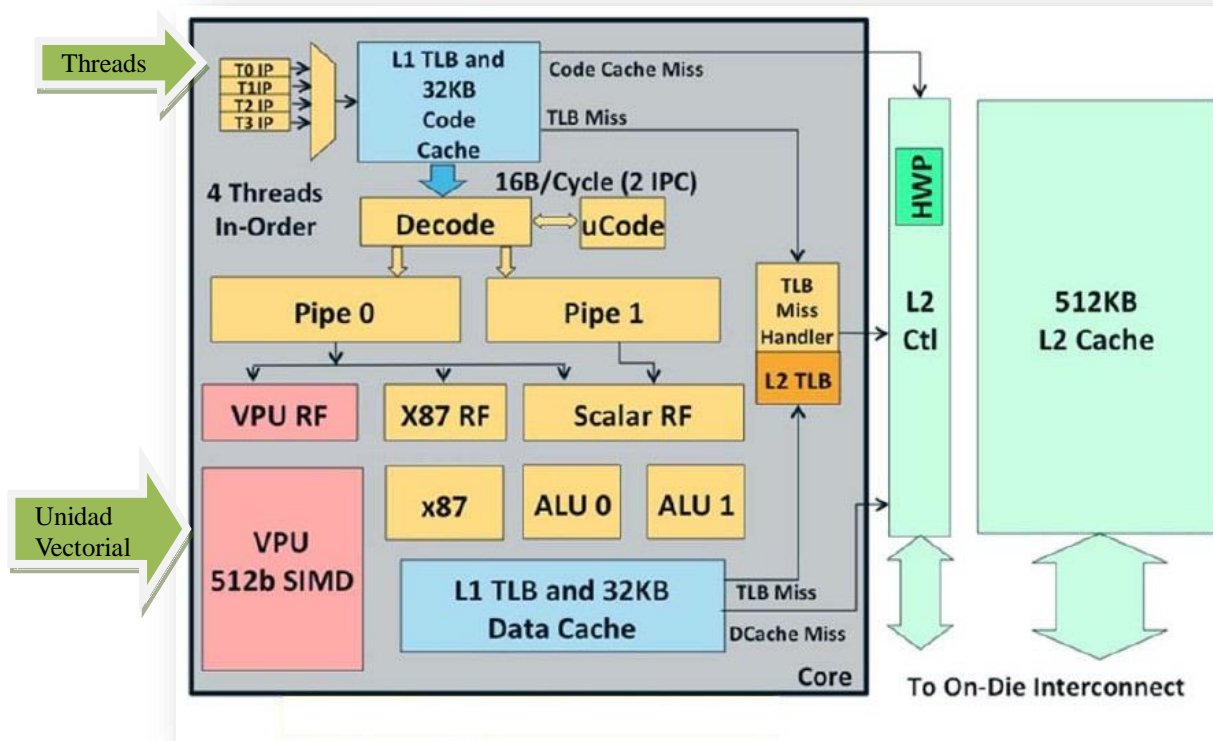 Threads
T0 IP
T1IP
T2 IP
T3 IP
L1 TLB and
32KB
Code
Cache
Code Cache Miss
TLB Miss
4 Threads
In-Order
16B/Cycle (2 IPC)
Decode
uCode
Pipe 0
Pipe 1
TLB
Miss
Handler
L2 TLB
HWP
L2
Ctl
512KB
L2 Cache
VPU RF
X87 RF
Scalar RF
Unidad
Vectorial
VPU
512b SIMD
x87
ALU 0
ALU 1
L1 TLB and 32KB
Data Cache
TLB Miss
DCache Miss
Core
To On-Die Interconnect